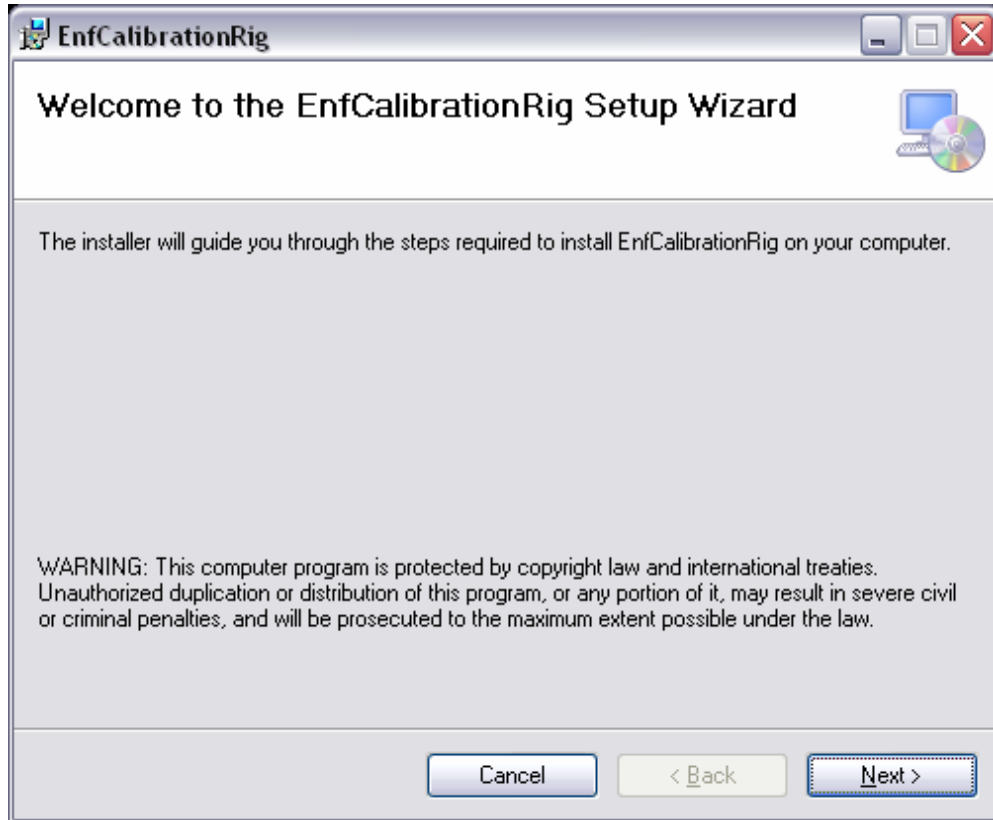 EnfCalibrationRig
Welcome to the EnfCalibrationRig Setup Wizard
The installer will guide you through the steps required to install EnfCalibrationRig on your computer.
WARNING: This computer program is protected by copyright law and international treaties.
Unauthorized duplication or distribution of this program, or any portion of it, may result in severe civil
or criminal penalties, and will be prosecuted to the maximum extent possible under the law.
Cancel < Back Next >